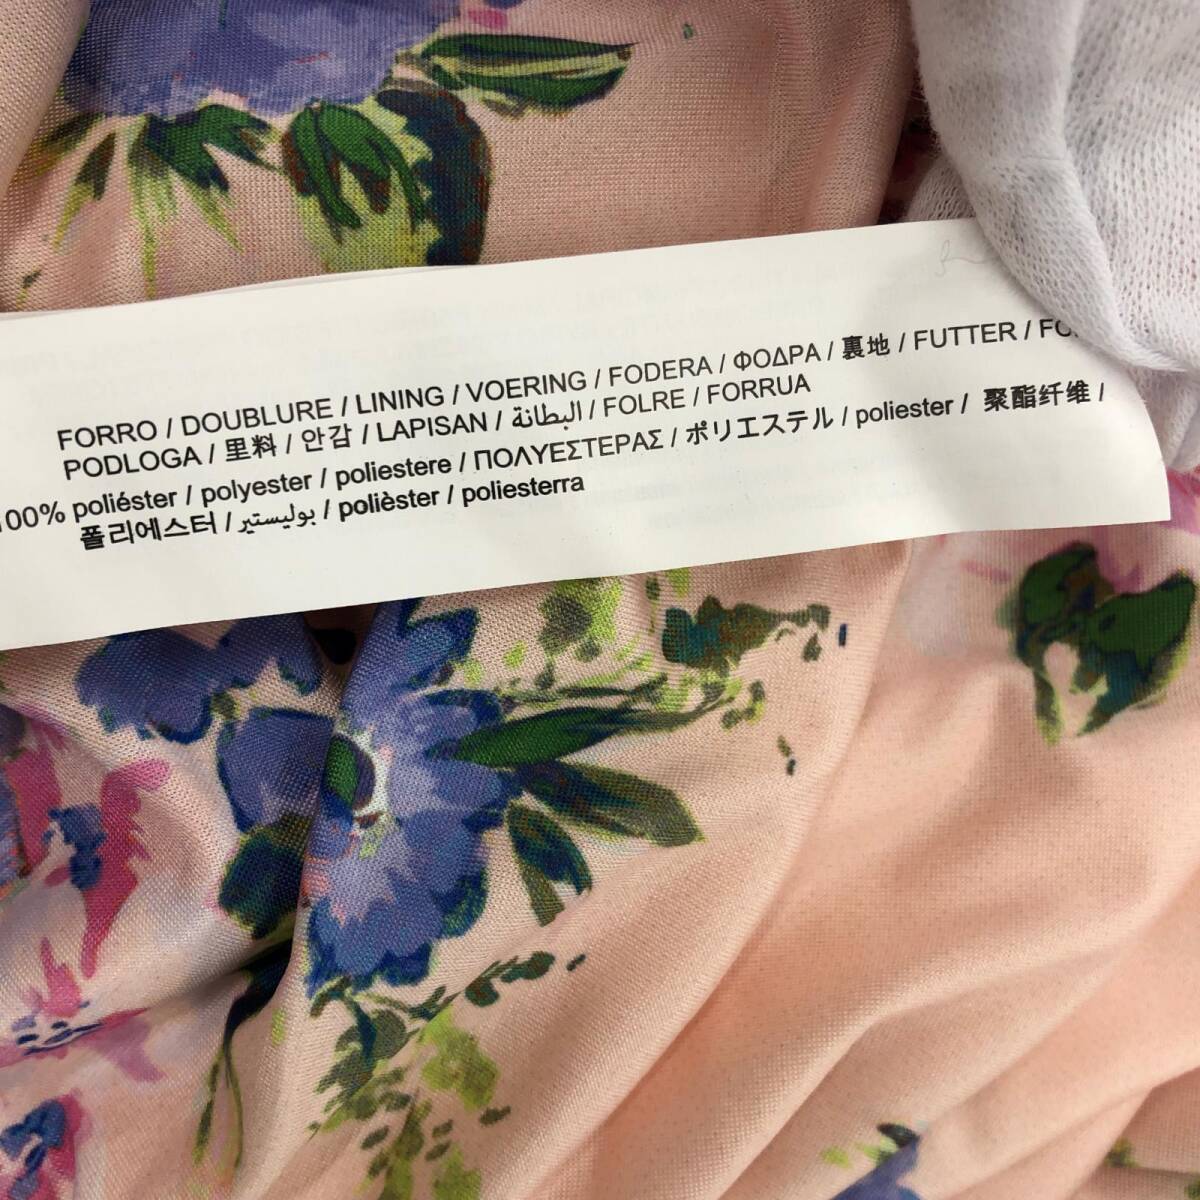 FORRO / DOUBLURE / LINING / VOERING / FODERA / ΦΟΔΡΑ / 裏地 / FUTTER /
PODLOGA / 里料 / 안감 / LAPISAN / البطانة / FOLRE / FORRUA
100% poliéster / polyester / poliestere / ΠΟΛΥΕΣΤΕΡΑΣ / ポリエステル / poliester / 聚酯纤维 /
폴리에스터 / بوليستير / polièster / poliesterra